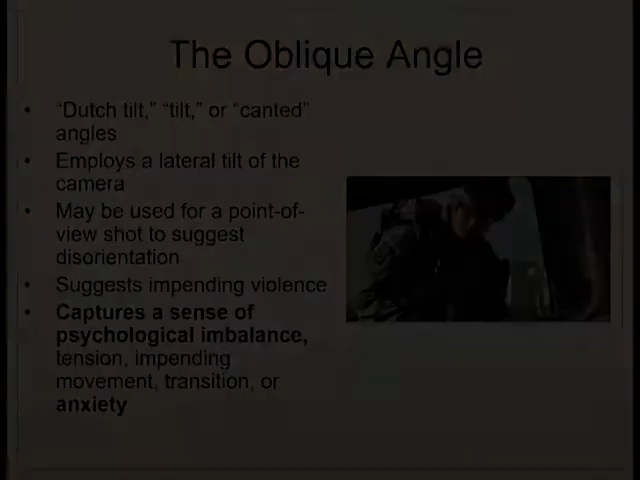 The Oblique Angle
• "Dutch tilt," "tilt," or "canted"
angles
• Employs a lateral tilt of the
camera
• May be used for a point-of-
view shot to suggest
disorientation
• Suggests impending violence
• Captures a sense of
psychological imbalance,
tension, impending
movement, transition, or
anxiety